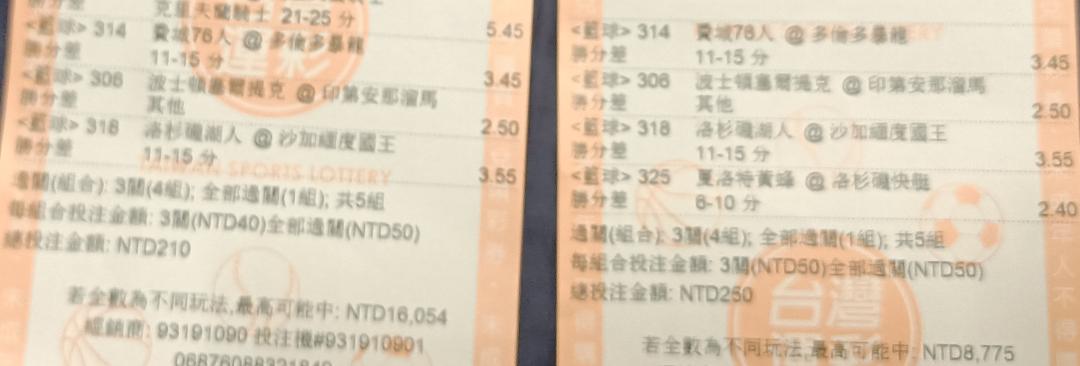 勝分差 克里夫蘭騎士 21-25 分
5.45
<籃球> 314 費城76人 @ 多倫多暴龍
勝分差 11-15 分
3.45
<籃球> 306 波士頓塞爾提克 @ 印第安那溜馬
勝分差 其他
2.50
<籃球> 318 洛杉磯湖人 @ 沙加緬度國王
勝分差 11-15 分
3.55
TAIWAN SPORTS LOTTERY
過關(組合): 3關(4組); 全部過關(1組); 共5組
每組合投注金額: 3關(NTD40)全部過關(NTD50)
總投注金額: NTD210
若全數為不同玩法,最高可能中: NTD16,054
經銷商: 93191090 投注機#931910901
<籃球> 314 費城76人 @ 多倫多暴龍
勝分差 11-15 分
3.45
<籃球> 306 波士頓塞爾提克 @ 印第安那溜馬
勝分差 其他
2.50
<籃球> 318 洛杉磯湖人 @ 沙加緬度國王
勝分差 11-15 分
3.55
<籃球> 325 夏洛特黃蜂 @ 洛杉磯快艇
勝分差 6-10 分
2.40
過關(組合): 3關(4組); 全部過關(1組); 共5組
每組合投注金額: 3關(NTD50)全部過關(NTD50)
總投注金額: NTD250
台灣
若全數為不同玩法,最高可能中: NTD8,775